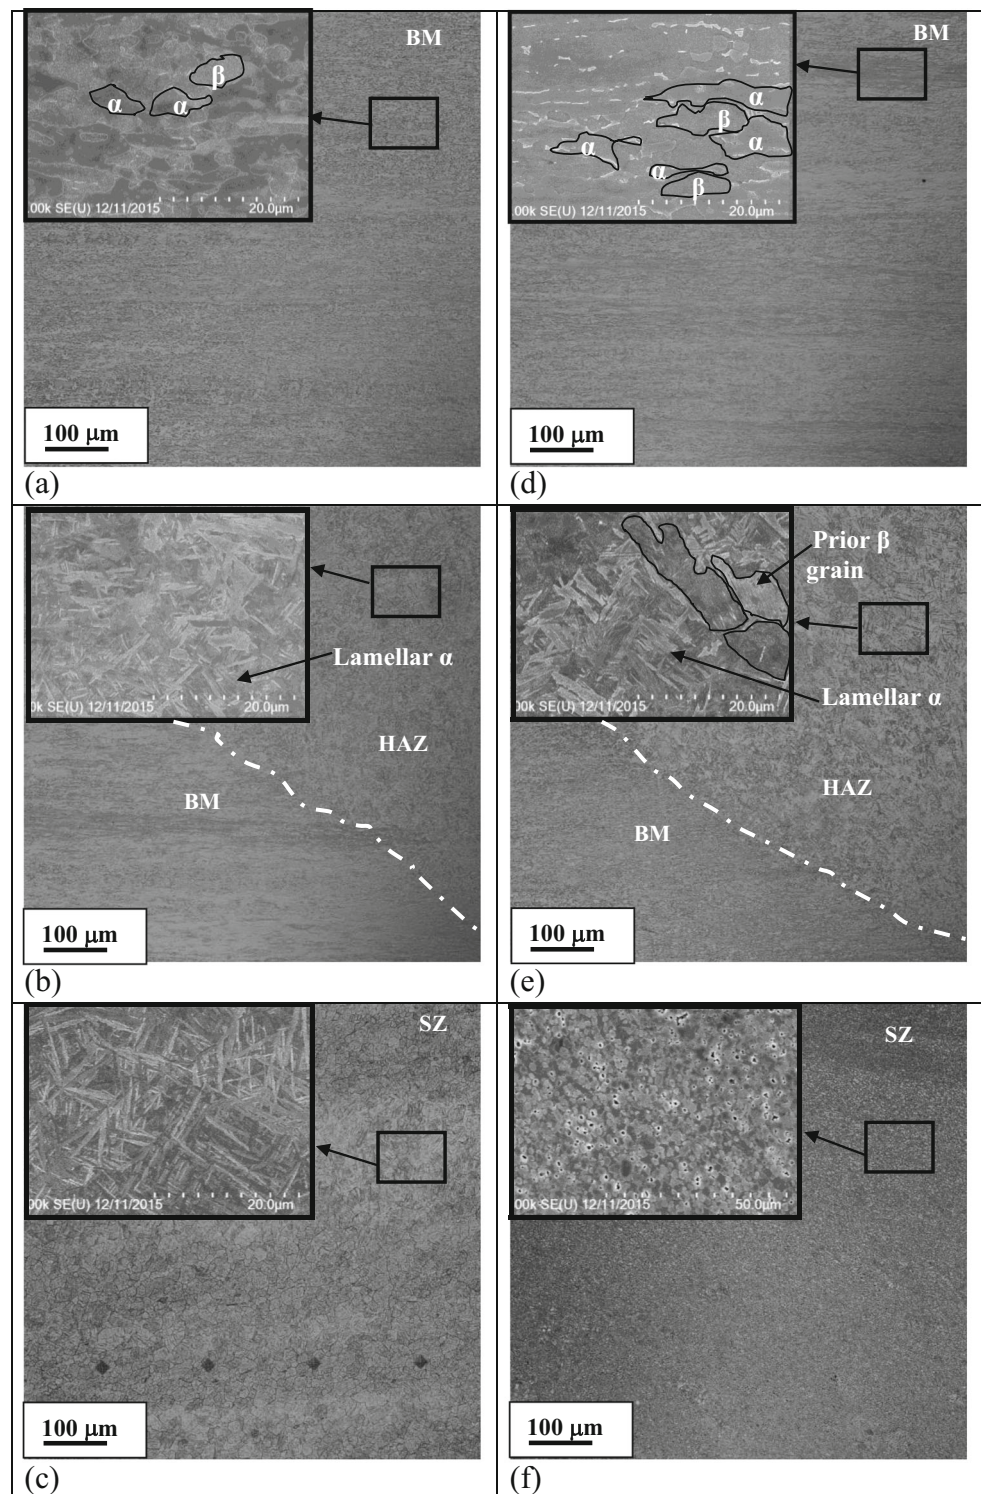 BM
β
α
α
.00k SE(U) 12/11/2015 20.0µm
100 µm
(a)
BM
α
β
α
α
α
β
.00k SE(U) 12/11/2015 20.0µm
100 µm
(d)
Lamellar α
0k SE(U) 12/11/2015 20.0µm
HAZ
BM
100 µm
(b)
Prior β
grain
Lamellar α
.00k SE(U) 12/11/2015 20.0µm
HAZ
BM
100 µm
(e)
SZ
00k SE(U) 12/11/2015 20.0µm
100 µm
(c)
SZ
.00k SE(U) 12/11/2015 50.0µm
100 µm
(f)